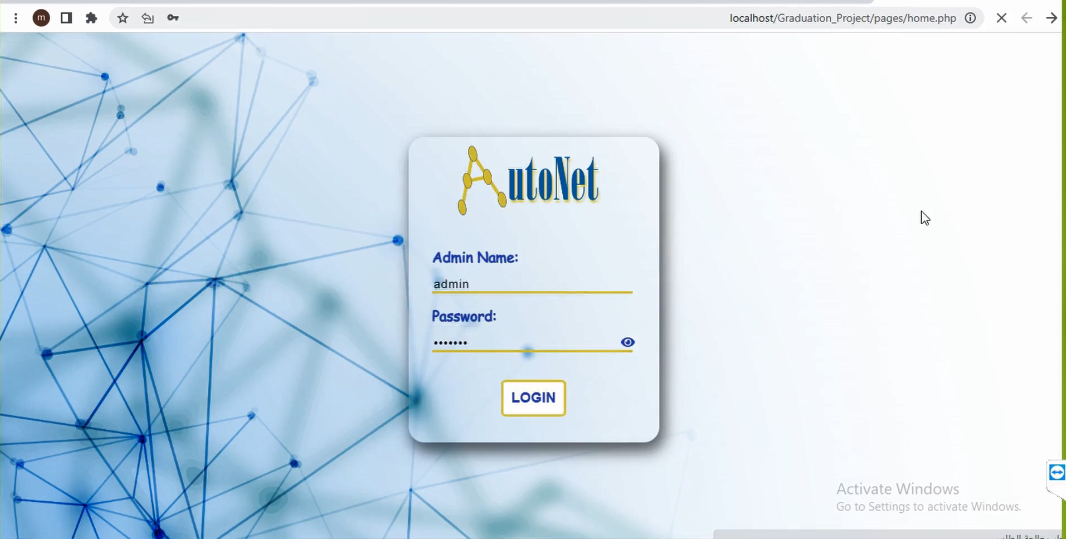 m
localhost/Graduation_Project/pages/home.php
AutoNet
Admin Name:
admin
Password:
•••••••
LOGIN
Activate Windows
Go to Settings to activate Windows.